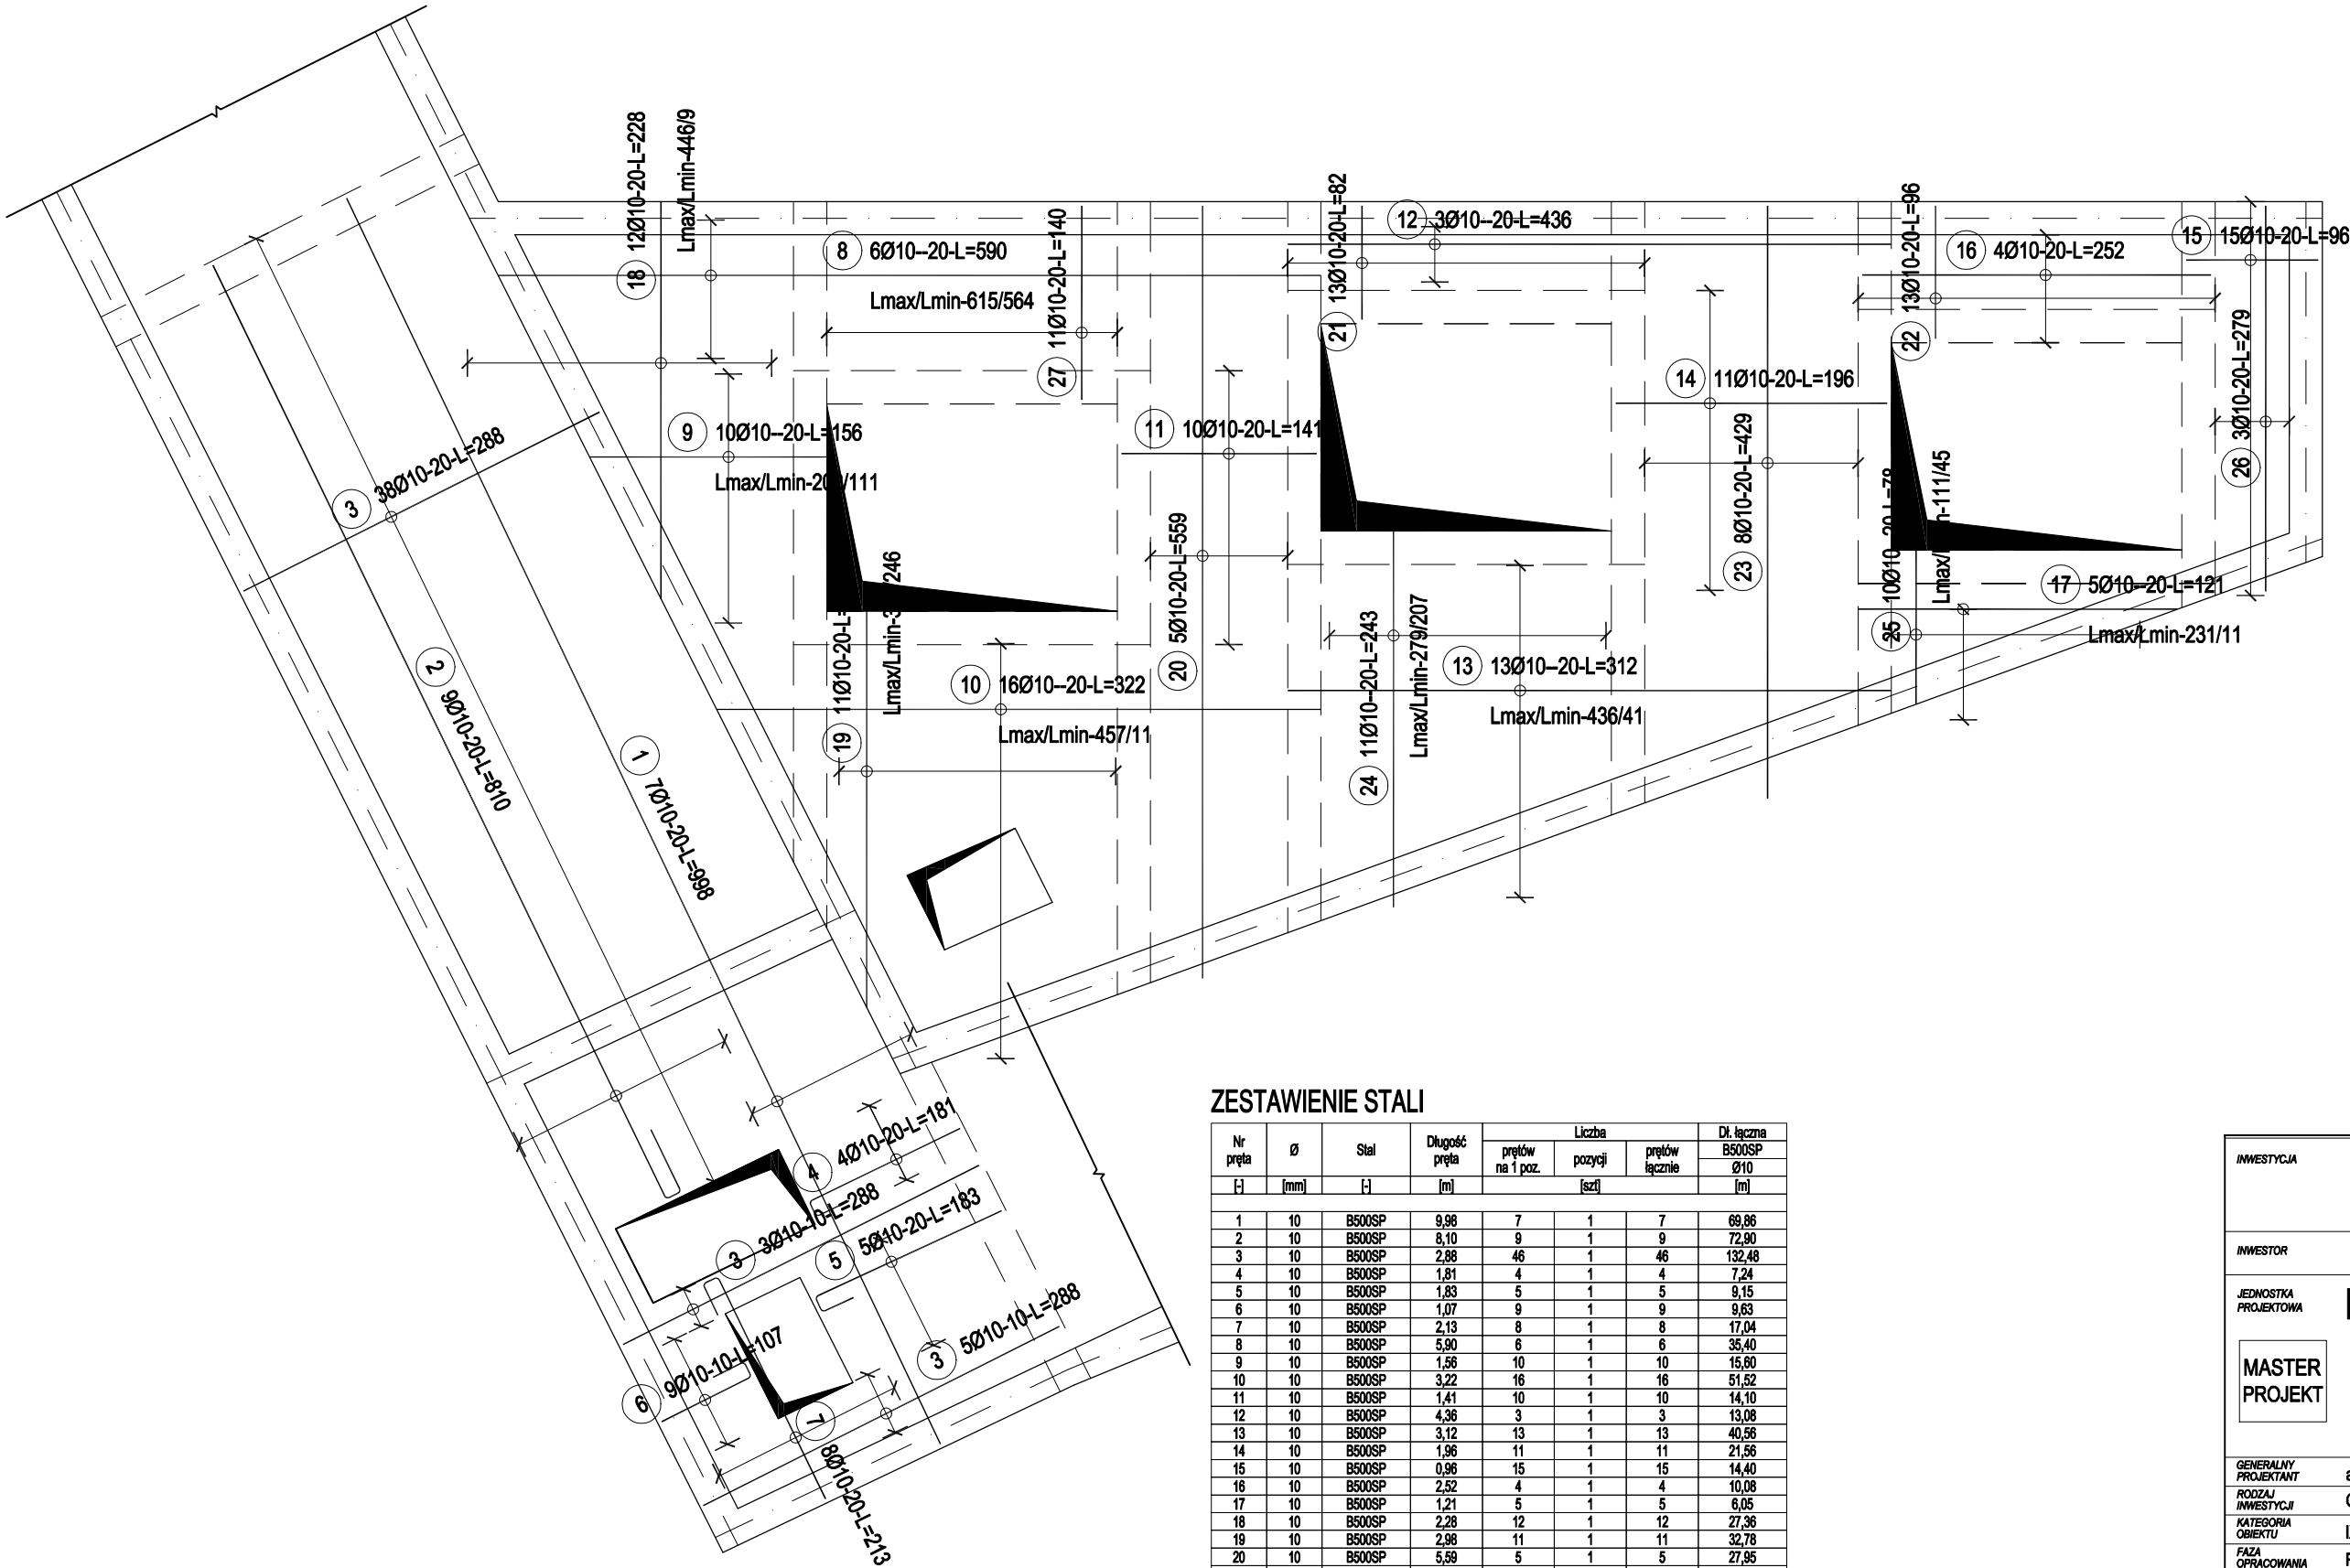 18 12Ø10-20-L=228
Lmax/Lmin-446/9
8 6Ø10--20-L=590
Lmax/Lmin-615/564
27 11Ø10-20-L=140
21 13Ø10-20-L=82
12 3Ø10--20-L=436
22 13Ø10-20-L=96
16 4Ø10-20-L=252
15 15Ø10-20-L=96
26 3Ø10-20-L=279
9 10Ø10--20-L=156
11 10Ø10-20-L=141
14 11Ø10-20-L=196
23 8Ø10-20-L=429
3 38Ø10-20-L=288
2 9Ø10-20-L=810
1 7Ø10-20-L=998
19 11Ø10-20-L=
10 16Ø10--20-L=322
Lmax/Lmin-457/11
20 5Ø10-20-L=559
24 11Ø10--20-L=243
Lmax/Lmin-279/207
13 13Ø10--20-L=312
Lmax/Lmin-436/41
25 10Ø10--20-L=78
17 5Ø10--20-L=121
Lmax/Lmin-231/11
4 4Ø10-20-L=181
3 3Ø10-10-L=288
5 5Ø10-20-L=183
3 5Ø10-10-L=288
6 9Ø10-10-L=107
7 8Ø10-20-L=213
ZESTAWIENIE STALI
Nr pręta Ø Stal Długość pręta Liczba Dł. łączna
prętów na 1 poz. pozycji prętów łącznie B500SP
Ø10
[-] [mm] [-] [m] [szt] [m]
1 10 B500SP 9,98 7 1 7 69,86
2 10 B500SP 8,10 9 1 9 72,90
3 10 B500SP 2,88 46 1 46 132,48
4 10 B500SP 1,81 4 1 4 7,24
5 10 B500SP 1,83 5 1 5 9,15
6 10 B500SP 1,07 9 1 9 9,63
7 10 B500SP 2,13 8 1 8 17,04
8 10 B500SP 5,90 6 1 6 35,40
9 10 B500SP 1,56 10 1 10 15,60
10 10 B500SP 3,22 16 1 16 51,52
11 10 B500SP 1,41 10 1 10 14,10
12 10 B500SP 4,36 3 1 3 13,08
13 10 B500SP 3,12 13 1 13 40,56
14 10 B500SP 1,96 11 1 11 21,56
15 10 B500SP 0,96 15 1 15 14,40
16 10 B500SP 2,52 4 1 4 10,08
17 10 B500SP 1,21 5 1 5 6,05
18 10 B500SP 2,28 12 1 12 27,36
19 10 B500SP 2,98 11 1 11 32,78
20 10 B500SP 5,59 5 1 5 27,95
INWESTYCJA
INWESTOR
JEDNOSTKA
PROJEKTOWA
MASTER
PROJEKT
GENERALNY
PROJEKTANT
RODZAJ
INWESTYCJI
KATEGORIA
OBIEKTU
FAZA
OPRACOWANIA